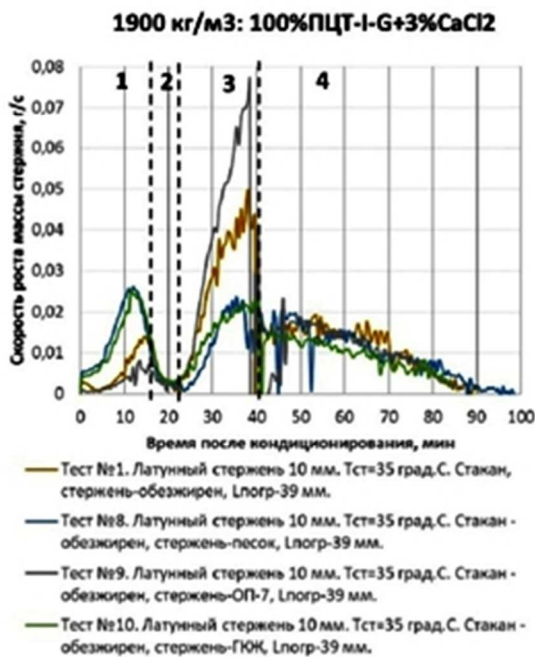 1900 кг/м3: 100%ПЦТ-I-G+3%CaCl2
Скорость роста массы стержня, г/с
0,08
0,07
0,06
0,05
0,04
0,03
0,02
0,01
0
1 2 3 4
0 10 20 30 40 50 60 70 80 90 100
Время после кондиционирования, мин
Тест №1. Латунный стержень 10 мм. Тст=35 град.С. Стакан,
стержень-обезжирен, Lпогр-39 мм.
Тест №8. Латунный стержень 10 мм. Тст=35 град.С. Стакан -
обезжирен, стержень-песок, Lпогр-39 мм.
Тест №9. Латунный стержень 10 мм. Тст=35 град.С. Стакан -
обезжирен, стержень-ОП-7, Lпогр-39 мм.
Тест №10. Латунный стержень 10 мм. Тст=35 град.С. Стакан -
обезжирен, стержень-ГКЖ, Lпогр-39 мм.